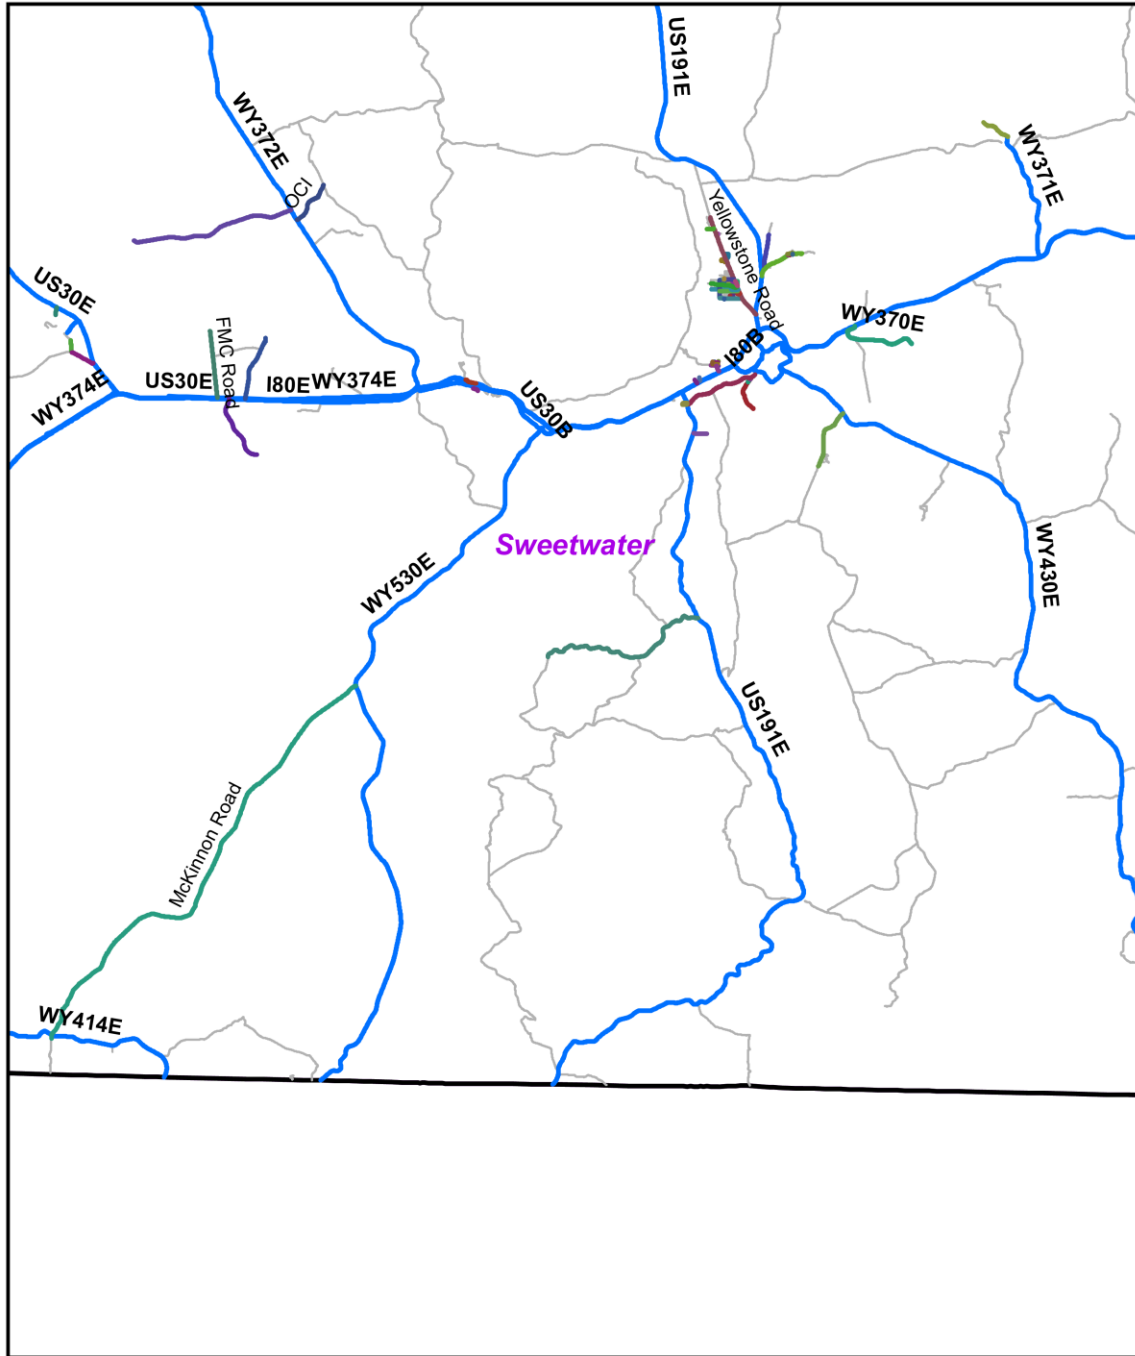 US191E
WY372E
WY371E
OCI
Yellowstone Road
US30E
WY370E
FMC Road
I80B
WY374E
US30E
I80E
WY374E
US30B
Sweetwater
WY530E
WY430E
US191E
McKinnon Road
WY414E